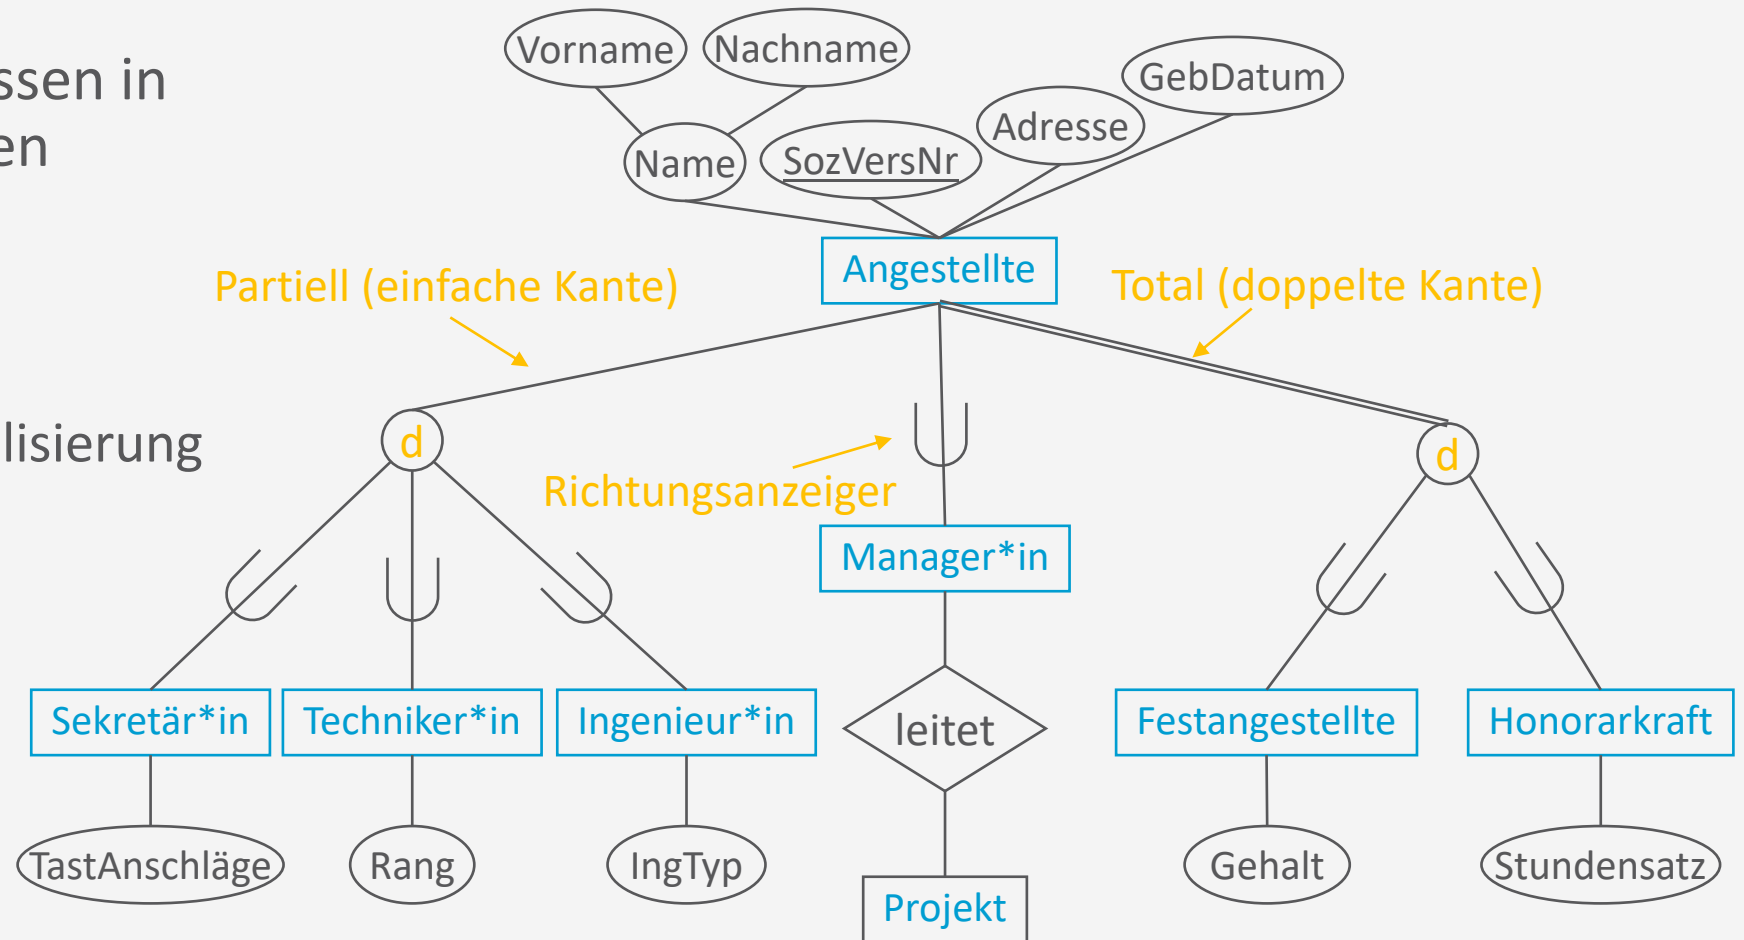 ssen in
en
Vorname
Nachname
GebDatum
Adresse
Name
SozVersNr
Angestellte
Partiell (einfache Kante)
Total (doppelte Kante)
lisierung
d
d
Richtungsanzeiger
Manager*in
Sekretär*in
Techniker*in
Ingenieur*in
leitet
Festangestellte
Honorarkraft
TastAnschläge
Rang
IngTyp
Gehalt
Stundensatz
Projekt